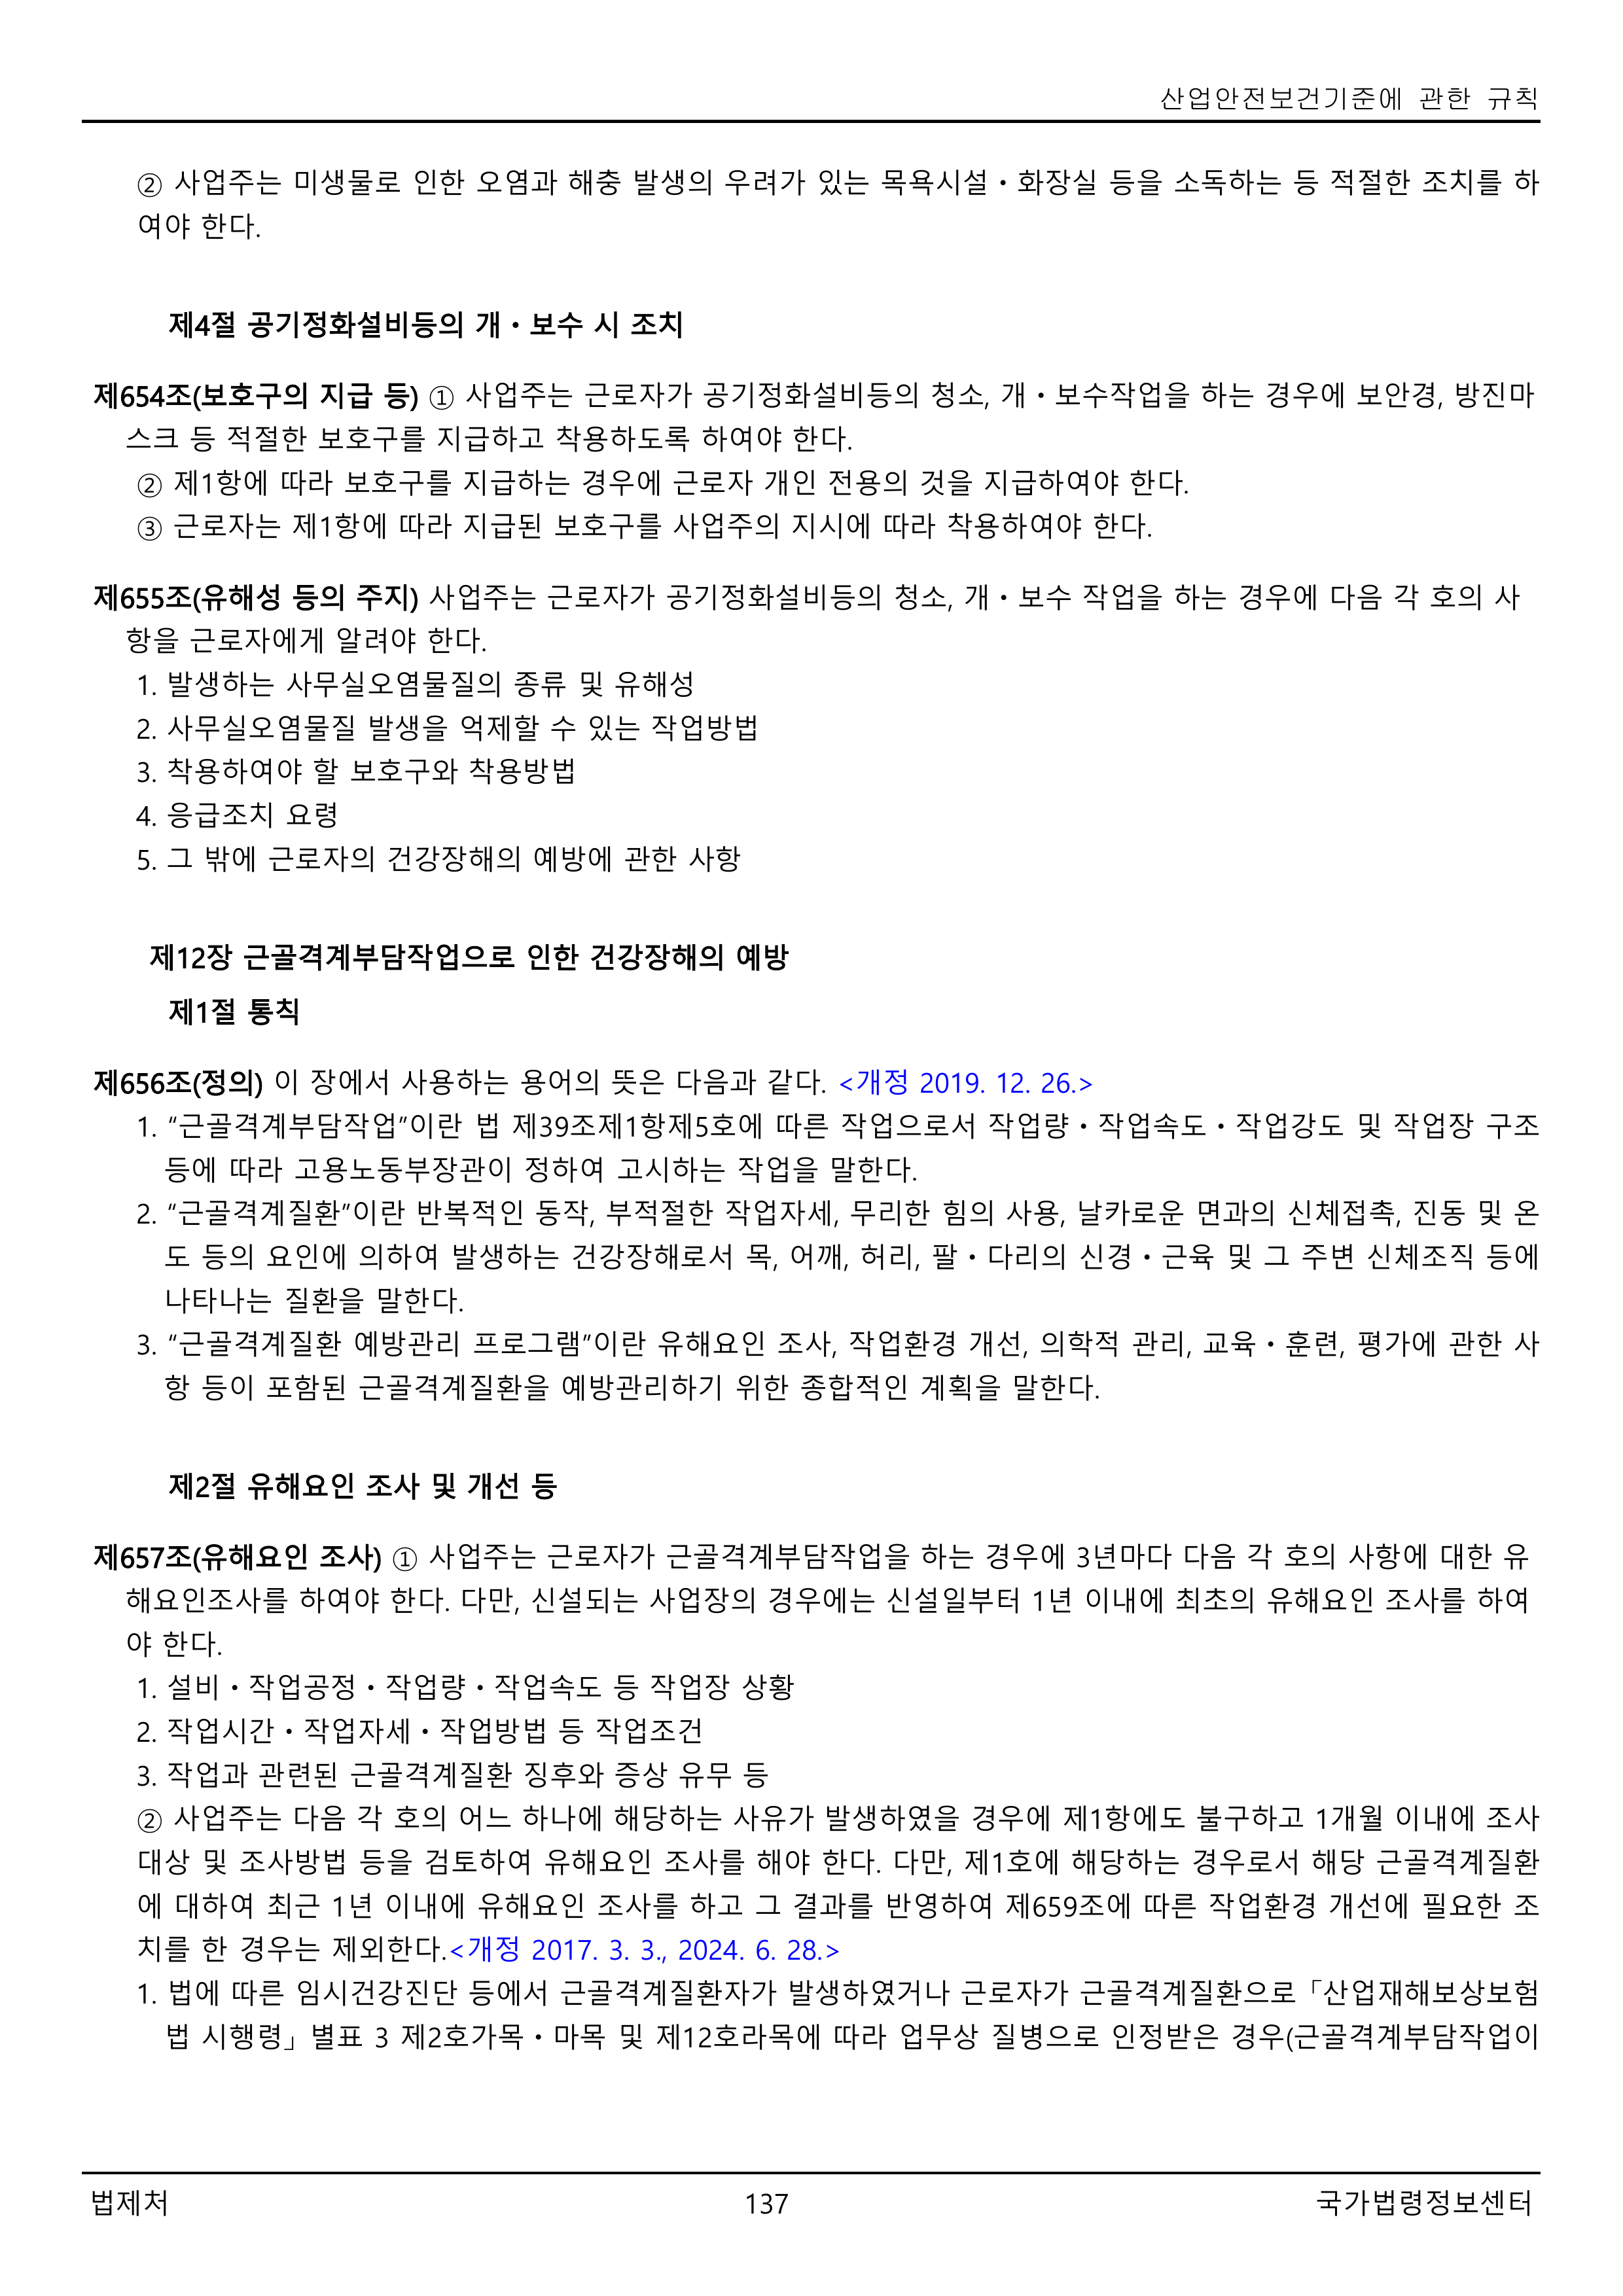 산업안전보건기준에 관한 규칙
② 사업주는 미생물로 인한 오염과 해충 발생의 우려가 있는 목욕시설ㆍ화장실 등을 소독하는 등 적절한 조치를 하
여야 한다.
제4절 공기정화설비등의 개ㆍ보수 시 조치
제654조(보호구의 지급 등) ① 사업주는 근로자가 공기정화설비등의 청소, 개ㆍ보수작업을 하는 경우에 보안경, 방진마
스크 등 적절한 보호구를 지급하고 착용하도록 하여야 한다.
② 제1항에 따라 보호구를 지급하는 경우에 근로자 개인 전용의 것을 지급하여야 한다.
③ 근로자는 제1항에 따라 지급된 보호구를 사업주의 지시에 따라 착용하여야 한다.
제655조(유해성 등의 주지) 사업주는 근로자가 공기정화설비등의 청소, 개ㆍ보수 작업을 하는 경우에 다음 각 호의 사
항을 근로자에게 알려야 한다.
1. 발생하는 사무실오염물질의 종류 및 유해성
2. 사무실오염물질 발생을 억제할 수 있는 작업방법
3. 착용하여야 할 보호구와 착용방법
4. 응급조치 요령
5. 그 밖에 근로자의 건강장해의 예방에 관한 사항
제12장 근골격계부담작업으로 인한 건강장해의 예방
제1절 통칙
제656조(정의) 이 장에서 사용하는 용어의 뜻은 다음과 같다. <개정 2019. 12. 26.>
1. “근골격계부담작업”이란 법 제39조제1항제5호에 따른 작업으로서 작업량ㆍ작업속도ㆍ작업강도 및 작업장 구조
등에 따라 고용노동부장관이 정하여 고시하는 작업을 말한다.
2. “근골격계질환”이란 반복적인 동작, 부적절한 작업자세, 무리한 힘의 사용, 날카로운 면과의 신체접촉, 진동 및 온
도 등의 요인에 의하여 발생하는 건강장해로서 목, 어깨, 허리, 팔ㆍ다리의 신경ㆍ근육 및 그 주변 신체조직 등에
나타나는 질환을 말한다.
3. “근골격계질환 예방관리 프로그램”이란 유해요인 조사, 작업환경 개선, 의학적 관리, 교육ㆍ훈련, 평가에 관한 사
항 등이 포함된 근골격계질환을 예방관리하기 위한 종합적인 계획을 말한다.
제2절 유해요인 조사 및 개선 등
제657조(유해요인 조사) ① 사업주는 근로자가 근골격계부담작업을 하는 경우에 3년마다 다음 각 호의 사항에 대한 유
해요인조사를 하여야 한다. 다만, 신설되는 사업장의 경우에는 신설일부터 1년 이내에 최초의 유해요인 조사를 하여
야 한다.
1. 설비ㆍ작업공정ㆍ작업량ㆍ작업속도 등 작업장 상황
2. 작업시간ㆍ작업자세ㆍ작업방법 등 작업조건
3. 작업과 관련된 근골격계질환 징후와 증상 유무 등
② 사업주는 다음 각 호의 어느 하나에 해당하는 사유가 발생하였을 경우에 제1항에도 불구하고 1개월 이내에 조사
대상 및 조사방법 등을 검토하여 유해요인 조사를 해야 한다. 다만, 제1호에 해당하는 경우로서 해당 근골격계질환
에 대하여 최근 1년 이내에 유해요인 조사를 하고 그 결과를 반영하여 제659조에 따른 작업환경 개선에 필요한 조
치를 한 경우는 제외한다.<개정 2017. 3. 3., 2024. 6. 28.>
1. 법에 따른 임시건강진단 등에서 근골격계질환자가 발생하였거나 근로자가 근골격계질환으로「산업재해보상보험
법 시행령」별표 3 제2호가목ㆍ마목 및 제12호라목에 따라 업무상 질병으로 인정받은 경우(근골격계부담작업이
법제처
137
국가법령정보센터